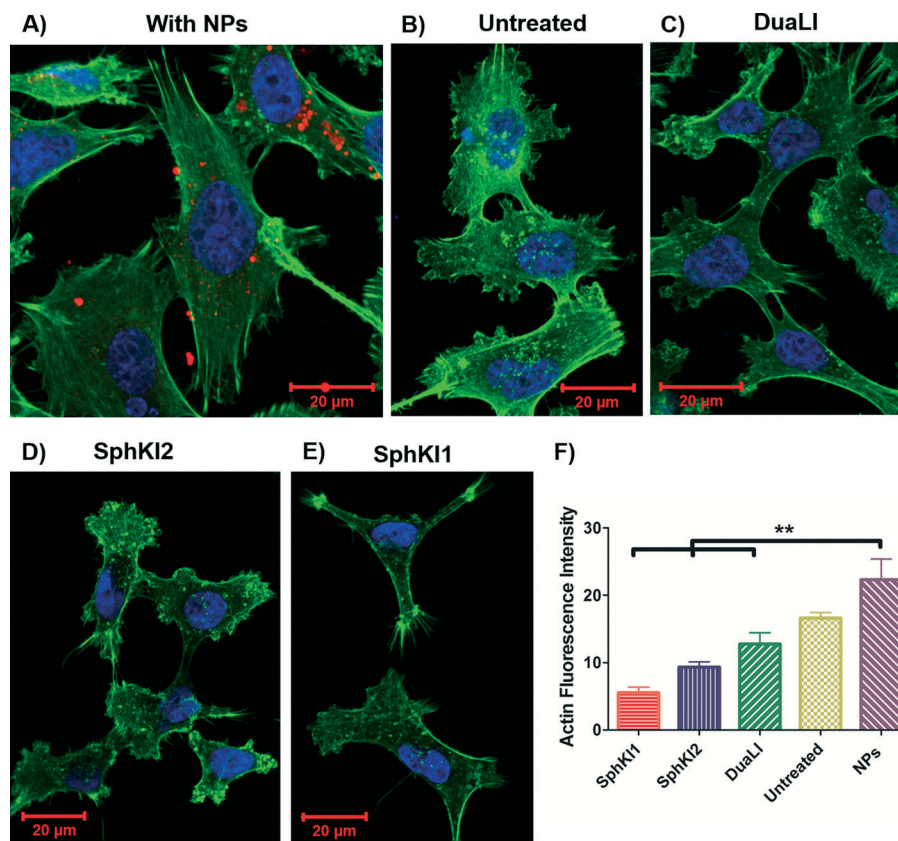 A) With NPs
B) Untreated
C) DuaLI
20 µm
20 µm
20 µm
D) SphKI2
E) SphKI1
F)
20 µm
20 µm
Actin Fluorescence Intensity
30
20
10
0
**
SphKI1
SphKI2
DuaLI
Untreated
NPs